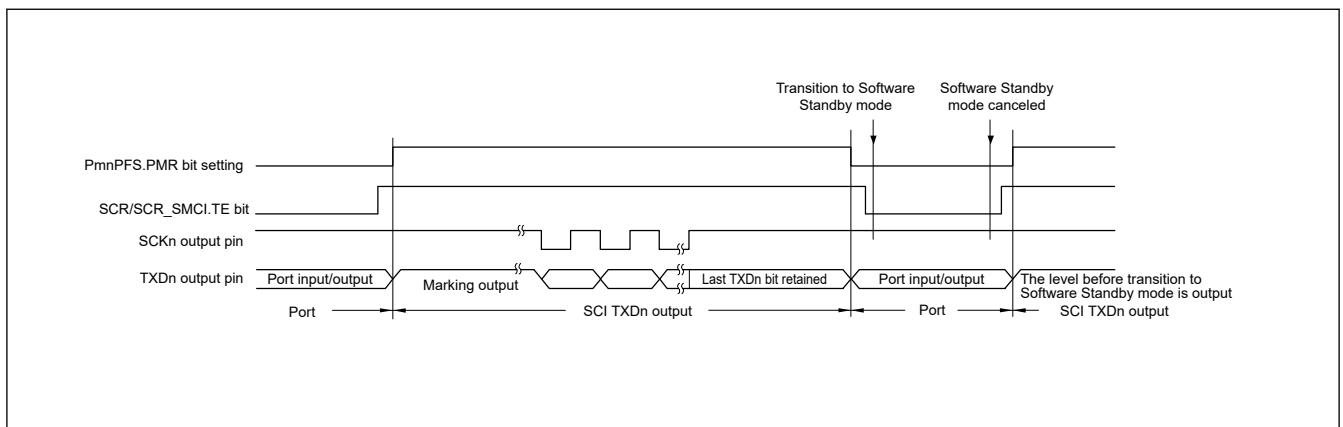 Transition to Software
Standby mode
Software Standby
mode canceled
PmnPFS.PMR bit setting
SCR/SCR_SMCI.TE bit
SCKn output pin
TXDn output pin
Port input/output
Marking output
Last TXDn bit retained
Port input/output
The level before transition to
Software Standby mode is output
Port
SCI TXDn output
Port
SCI TXDn output